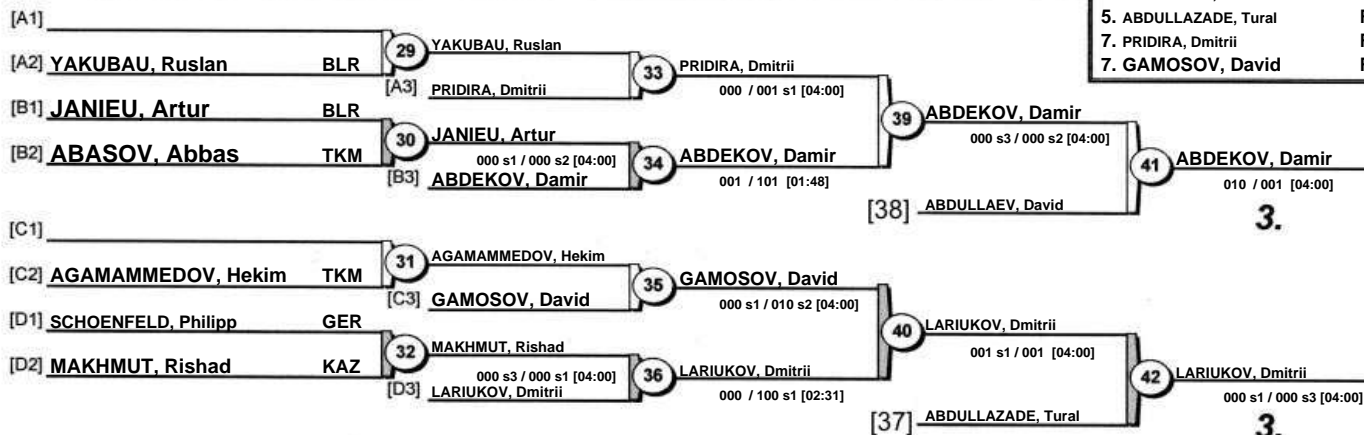 5. ABDULLAZADE, Tural
7. PRIDIRA, Dmitrii
7. GAMOSOV, David
[A1]
[A2] YAKUBAU, Ruslan BLR
29
YAKUBAU, Ruslan
[A3] PRIDIRA, Dmitrii
33
PRIDIRA, Dmitrii
000 / 001 s1 [04:00]
[B1] JANIEU, Artur BLR
[B2] ABASOV, Abbas TKM
30
JANIEU, Artur
000 s1 / 000 s2 [04:00]
[B3] ABDEKOV, Damir
34
ABDEKOV, Damir
001 / 101 [01:48]
39
ABDEKOV, Damir
000 s3 / 000 s2 [04:00]
[38] ABDULLAEV, David
41
ABDEKOV, Damir
010 / 001 [04:00]
3.
[C1]
[C2] AGAMAMMEDOV, Hekim TKM
31
AGAMAMMEDOV, Hekim
[C3] GAMOSOV, David
35
GAMOSOV, David
000 s1 / 010 s2 [04:00]
[D1] SCHOENFELD, Philipp GER
[D2] MAKHMUT, Rishad KAZ
32
MAKHMUT, Rishad
000 s3 / 000 s1 [04:00]
[D3] LARIUKOV, Dmitrii
36
LARIUKOV, Dmitrii
000 / 100 s1 [02:31]
40
LARIUKOV, Dmitrii
001 s1 / 001 [04:00]
[37] ABDULLAZADE, Tural
42
LARIUKOV, Dmitrii
000 s1 / 000 s3 [04:00]
3.